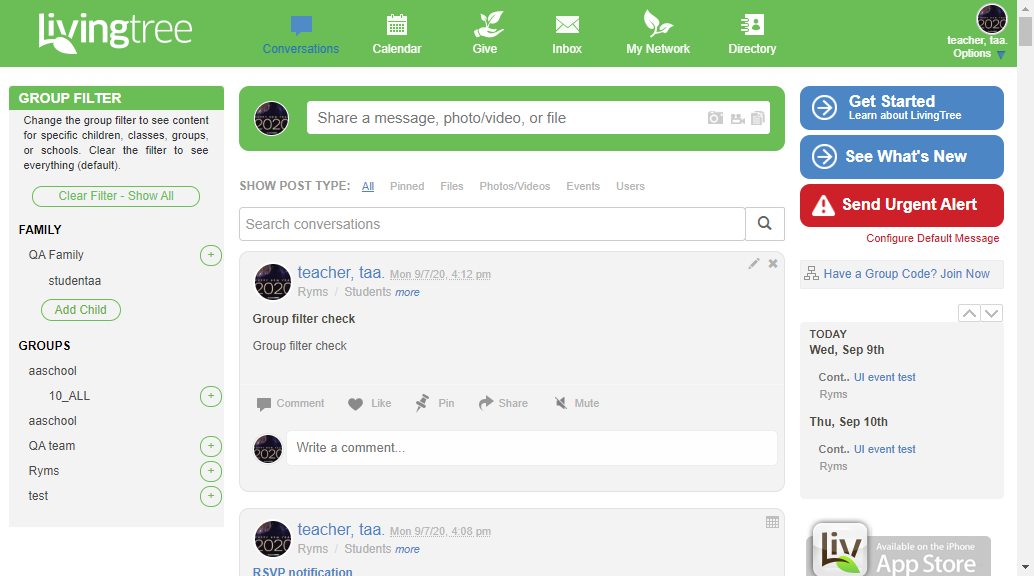 livingtree
Conversations
Calendar
Give
Inbox
My Network
Directory
2020
teacher, taa.
Options
GROUP FILTER
Change the group filter to see content
for specific children, classes, groups,
or schools. Clear the filter to see
everything (default).
Clear Filter - Show All
FAMILY
QA Family
+
studentaa
Add Child
GROUPS
aaschool
10_ALL
+
aaschool
QA team
+
Ryms
+
test
+
2020
Share a message, photo/video, or file
SHOW POST TYPE: All Pinned Files Photos/Videos Events Users
Search conversations
2020
teacher, taa. Mon 9/7/20, 4:12 pm
Ryms / Students more
Group filter check
Group filter check
Comment Like Pin Share Mute
2020
Write a comment...
2020
teacher, taa. Mon 9/7/20, 4:08 pm
Ryms / Students more
RSVP notification
Get Started
Learn about LivingTree
See What's New
Send Urgent Alert
Configure Default Message
Have a Group Code? Join Now
TODAY
Wed, Sep 9th
Cont.. UI event test
Ryms
Thu, Sep 10th
Cont.. UI event test
Ryms
Liv
Available on the iPhone
App Store